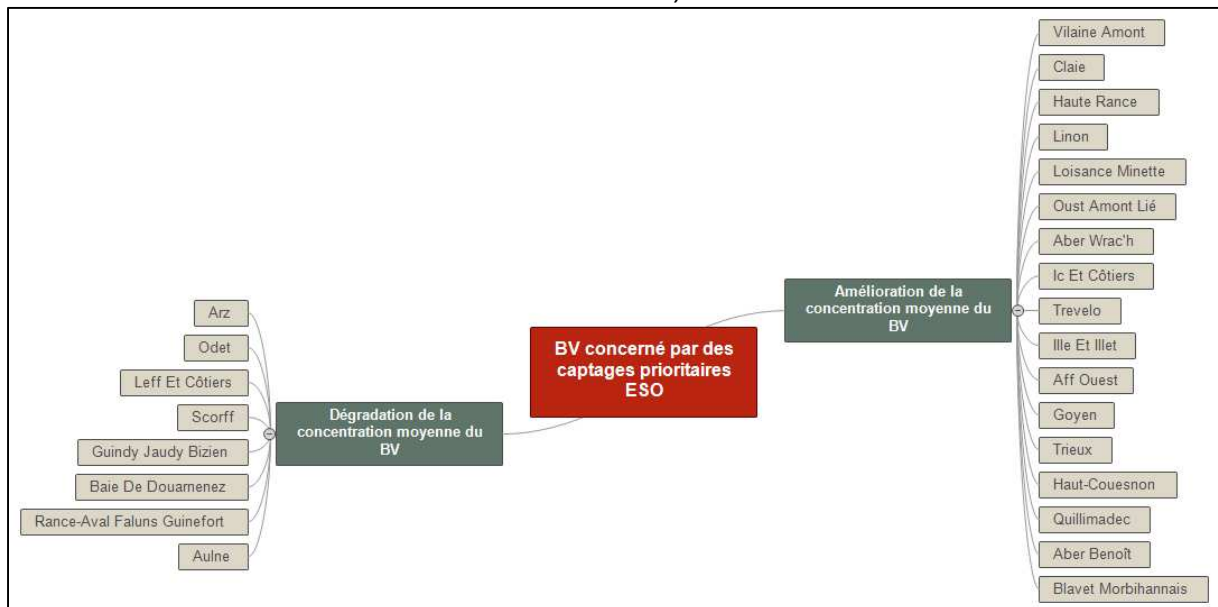 BV concerné par des
captages prioritaires
ESO
Dégradation de la
concentration moyenne du
BV
Arz
Odet
Leff Et Côtiers
Scorff
Guindy Jaudy Bizien
Baie De Douamenez
Rance-Aval Faluns Guinefort
Aulne
Amélioration de la
concentration moyenne du
BV
Vilaine Amont
Claie
Haute Rance
Linon
Loisance Minette
Oust Amont Lié
Aber Wrac'h
Ic Et Côtiers
Trevelo
Ille Et Illet
Aff Ouest
Goyen
Trieux
Haut-Couesnon
Quillimadec
Aber Benoît
Blavet Morbihannais